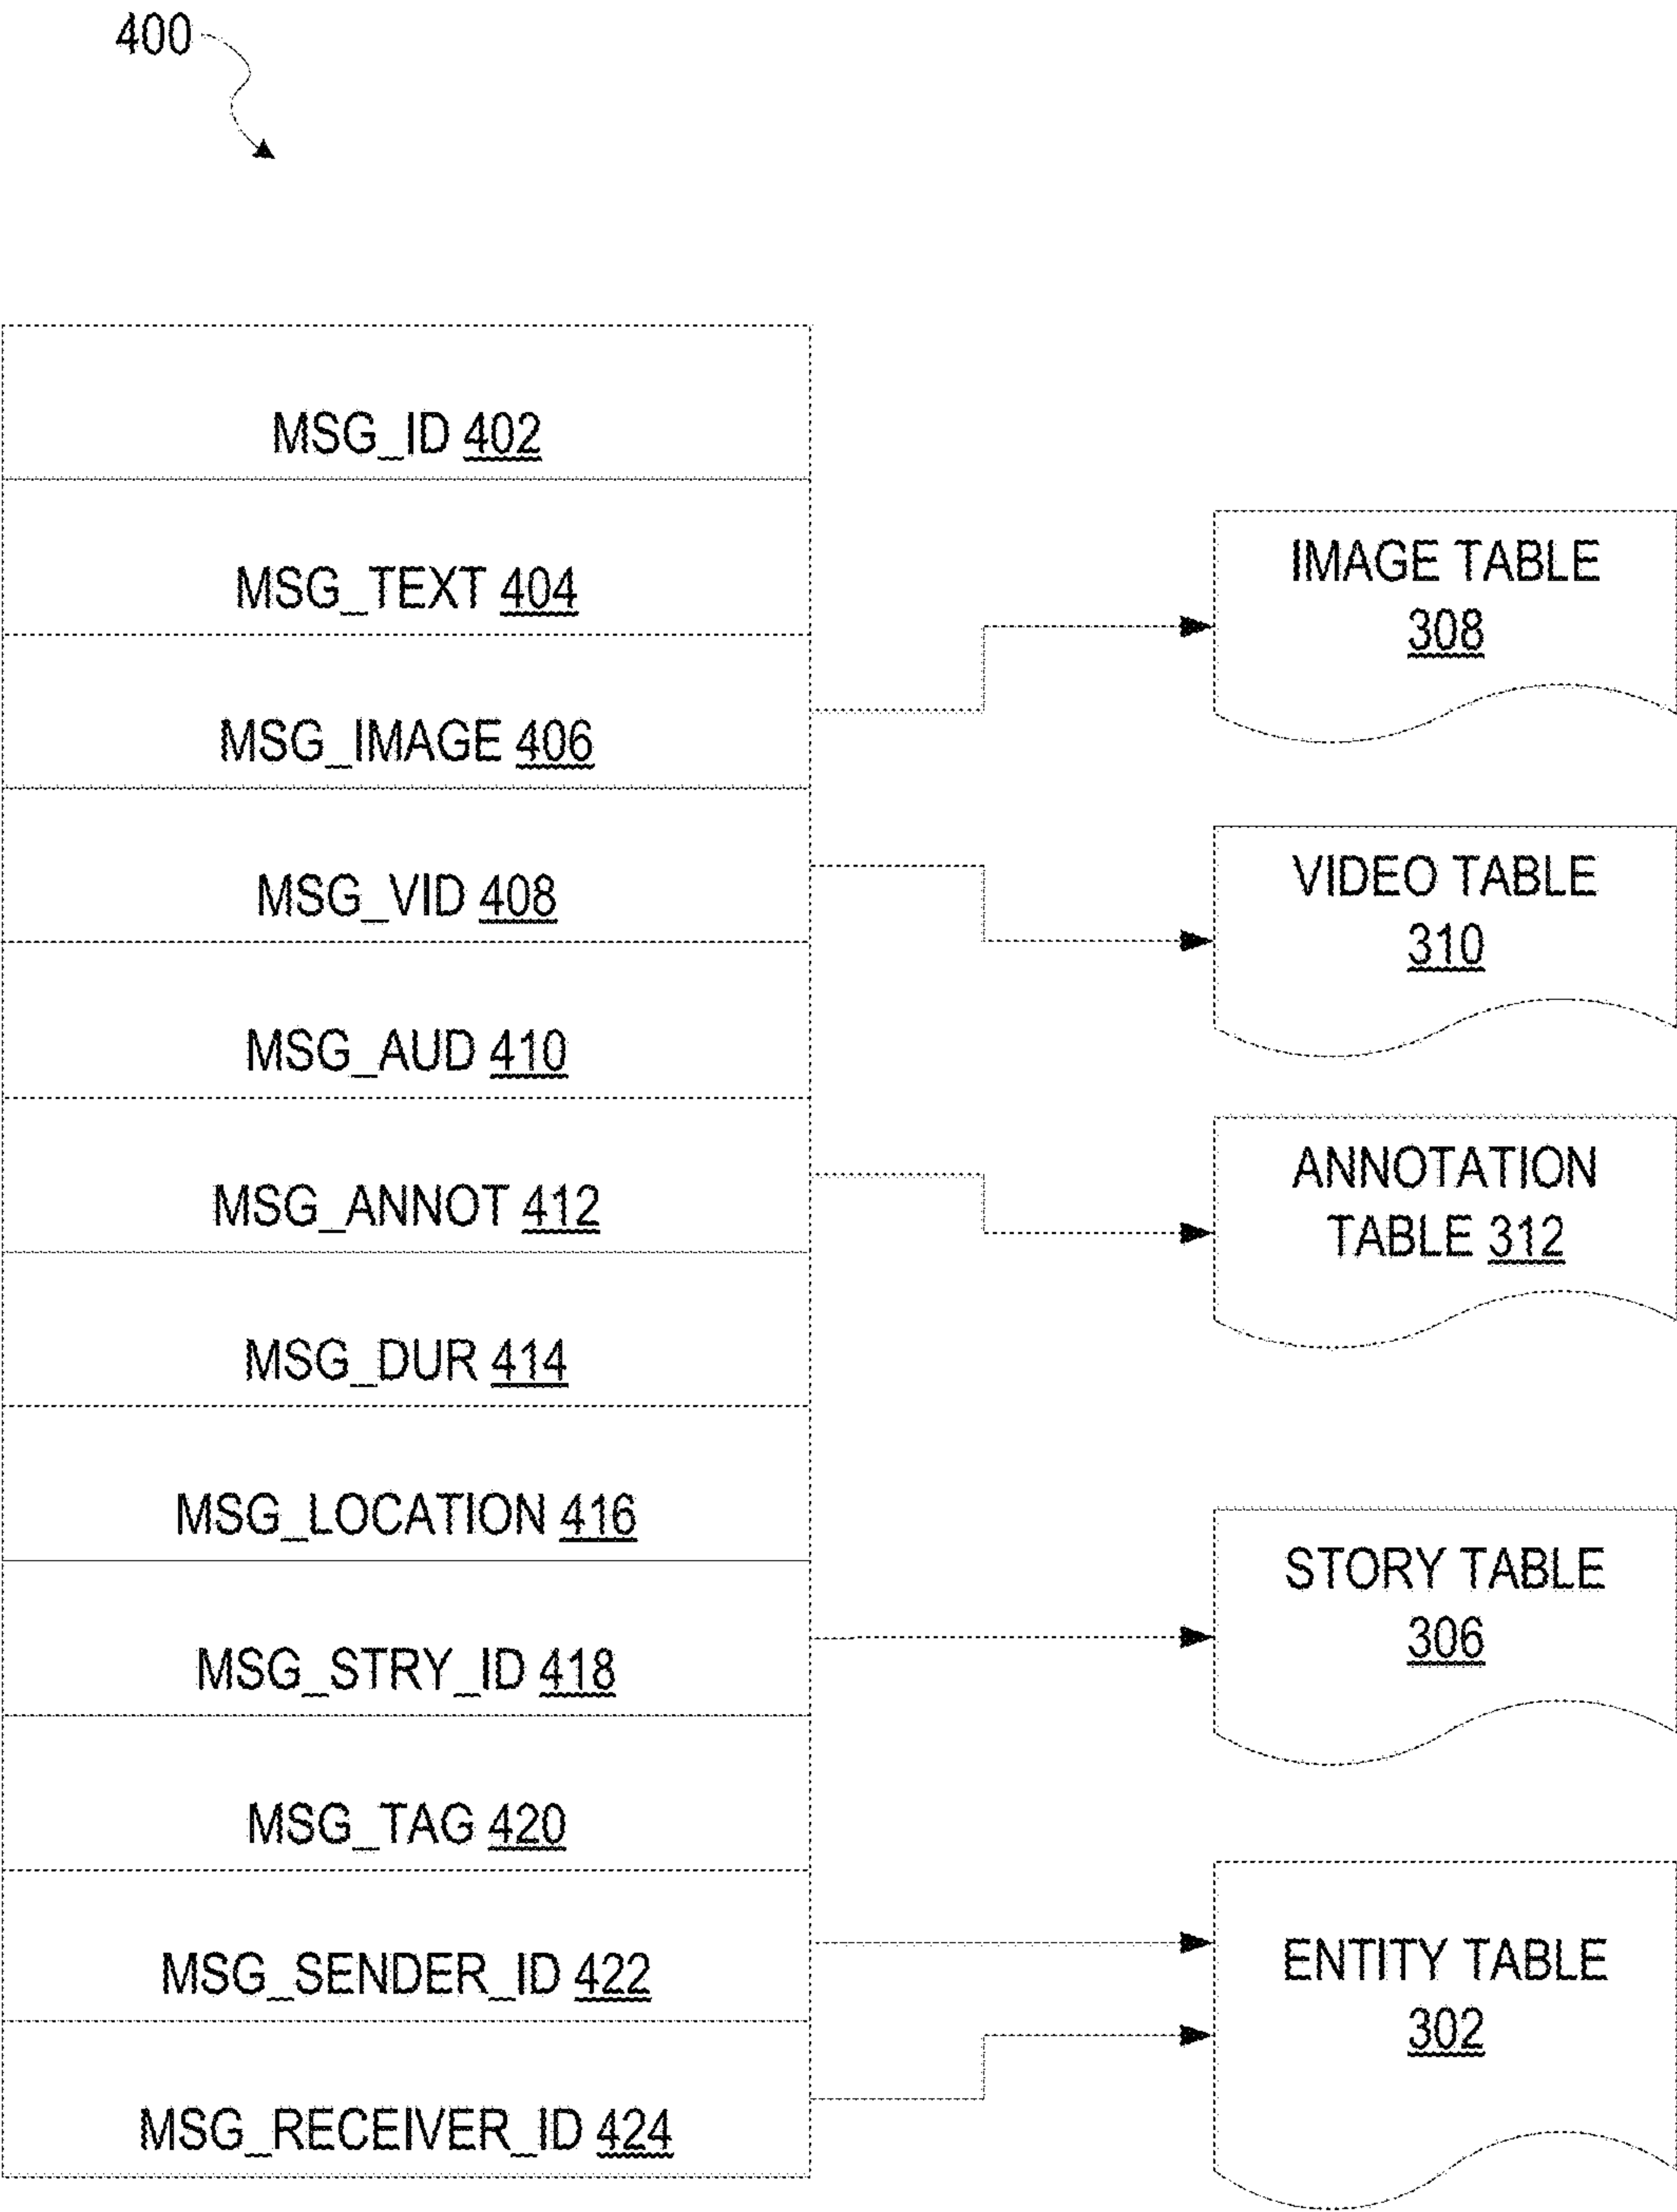 400
MSG_ID 402
MSG_TEXT 404
MSG_IMAGE 406
MSG_VID 408
MSG_AUD 410
MSG_ANNOT 412
MSG_DUR 414
MSG_LOCATION 416
MSG_STRY_ID 418
MSG_TAG 420
MSG_SENDER_ID 422
MSG_RECEIVER_ID 424
IMAGE TABLE
308
VIDEO TABLE
310
ANNOTATION
TABLE 312
STORY TABLE
306
ENTITY TABLE
302